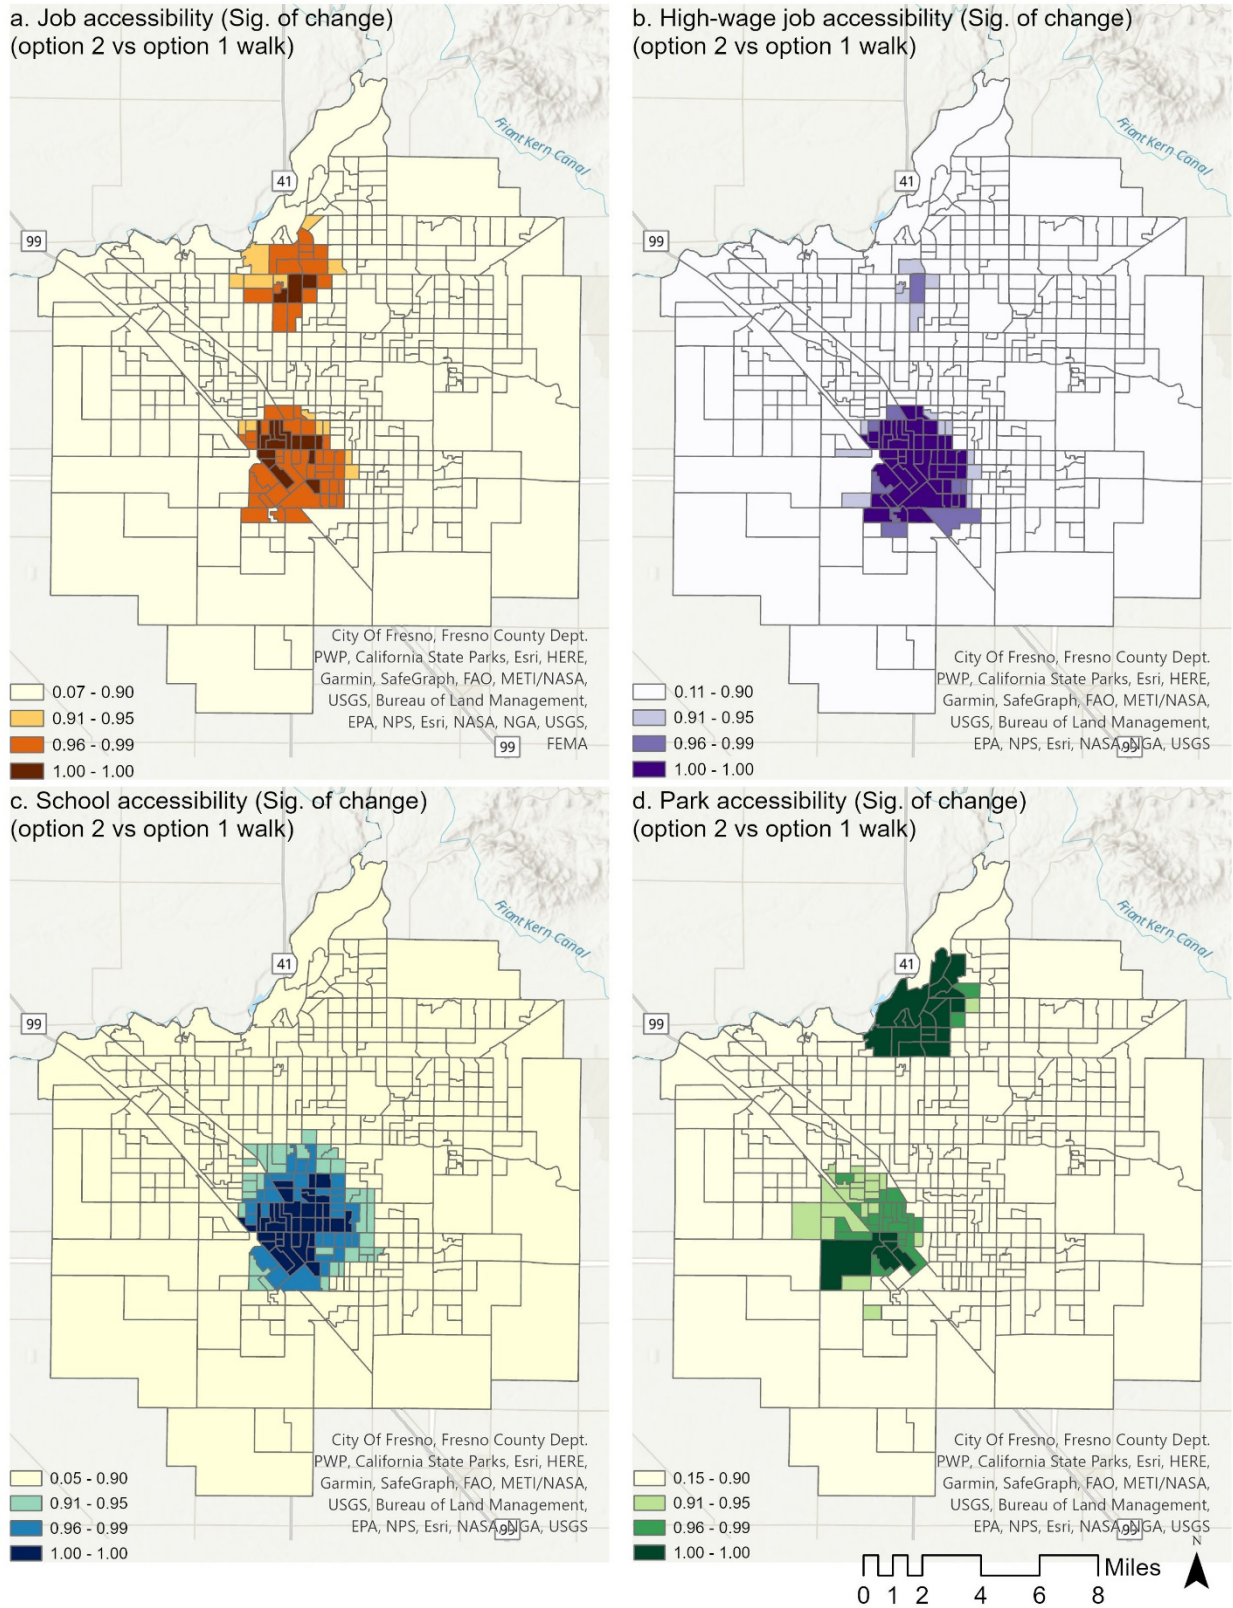 a. Job accessibility (Sig. of change)
(option 2 vs option 1 walk)
Friant Kern Canal
41
99
City Of Fresno, Fresno County Dept.
PWP, California State Parks, Esri, HERE,
Garmin, SafeGraph, FAO, METI/NASA,
USGS, Bureau of Land Management,
EPA, NPS, Esri, NASA, NGA, USGS,
FEMA
99
0.07 - 0.90
0.91 - 0.95
0.96 - 0.99
1.00 - 1.00
b. High-wage job accessibility (Sig. of change)
(option 2 vs option 1 walk)
Friant Kern Canal
41
99
City Of Fresno, Fresno County Dept.
PWP, California State Parks, Esri, HERE,
Garmin, SafeGraph, FAO, METI/NASA,
USGS, Bureau of Land Management,
EPA, NPS, Esri, NASA, NGA, USGS
99
0.11 - 0.90
0.91 - 0.95
0.96 - 0.99
1.00 - 1.00
c. School accessibility (Sig. of change)
(option 2 vs option 1 walk)
Friant Kern Canal
41
99
City Of Fresno, Fresno County Dept.
PWP, California State Parks, Esri, HERE,
Garmin, SafeGraph, FAO, METI/NASA,
USGS, Bureau of Land Management,
EPA, NPS, Esri, NASA, NGA, USGS
99
0.05 - 0.90
0.91 - 0.95
0.96 - 0.99
1.00 - 1.00
d. Park accessibility (Sig. of change)
(option 2 vs option 1 walk)
Friant Kern Canal
41
99
City Of Fresno, Fresno County Dept.
PWP, California State Parks, Esri, HERE,
Garmin, SafeGraph, FAO, METI/NASA,
USGS, Bureau of Land Management,
EPA, NPS, Esri, NASA, NGA, USGS
99
0.15 - 0.90
0.91 - 0.95
0.96 - 0.99
1.00 - 1.00
N
Miles
0 1 2 4 6 8